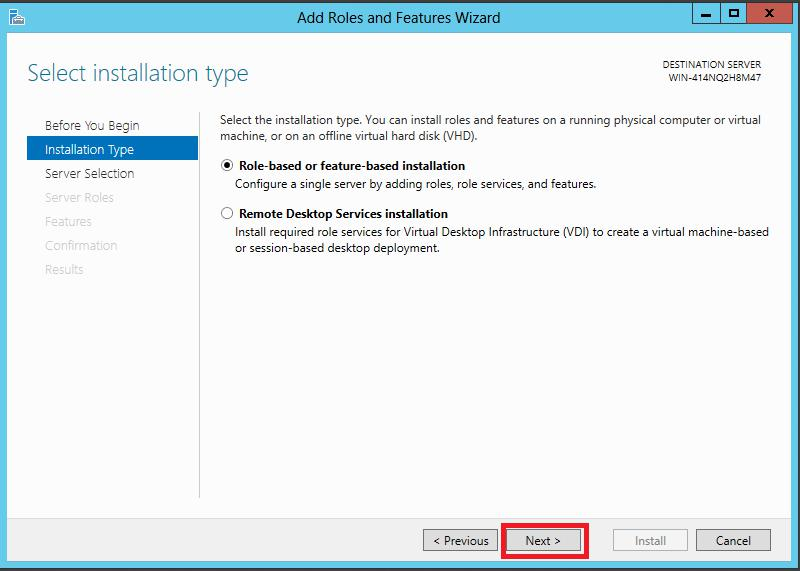 Add Roles and Features Wizard
Select installation type
DESTINATION SERVER
WIN-414NQ2H8M47
Before You Begin
Installation Type
Server Selection
Server Roles
Features
Confirmation
Results
Select the installation type. You can install roles and features on a running physical computer or virtual
machine, or on an offline virtual hard disk (VHD).
Role-based or feature-based installation
Configure a single server by adding roles, role services, and features.
Remote Desktop Services installation
Install required role services for Virtual Desktop Infrastructure (VDI) to create a virtual machine-based
or session-based desktop deployment.
< Previous
Next >
Install
Cancel